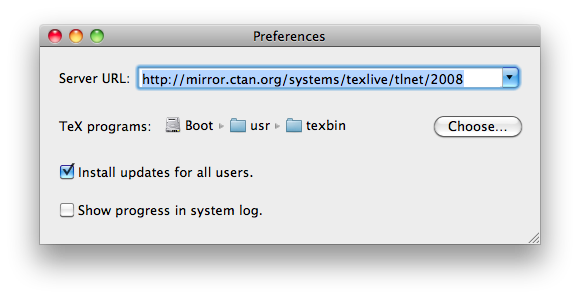 Preferences
Server URL: http://mirror.ctan.org/systems/texlive/tlnet/2008
TeX programs: Boot usr texbin Choose...
Install updates for all users.
Show progress in system log.